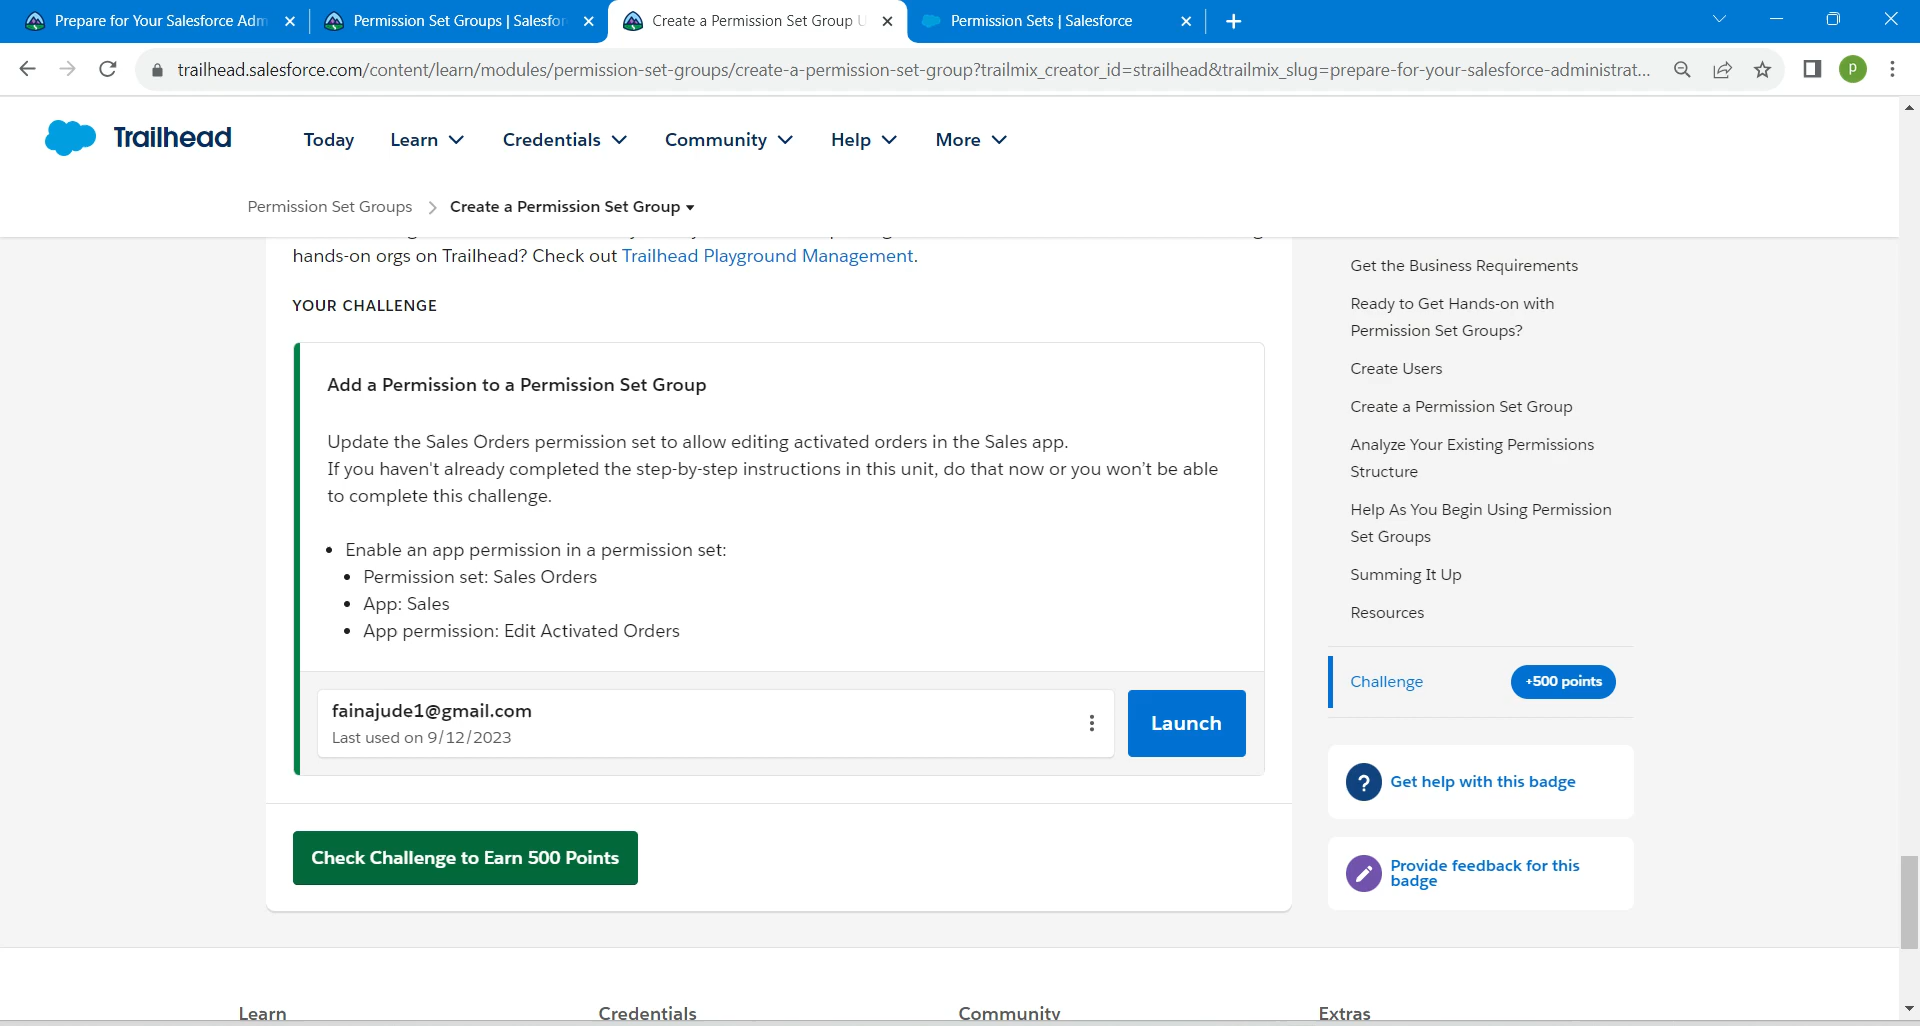 Prepare for Your Salesforce Adm
Permission Set Groups | Salesfor
Create a Permission Set Group U
Permission Sets | Salesforce
trailhead.salesforce.com/content/learn/modules/permission-set-groups/create-a-permission-set-group?trailmix_creator_id=strailhead&trailmix_slug=prepare-for-your-salesforce-administrat...
P
Trailhead
Today
Learn
Credentials
Community
Help
More
Permission Set Groups
Create a Permission Set Group
hands-on orgs on Trailhead? Check out Trailhead Playground Management.
YOUR CHALLENGE
Add a Permission to a Permission Set Group
Update the Sales Orders permission set to allow editing activated orders in the Sales app.
If you haven't already completed the step-by-step instructions in this unit, do that now or you won’t be able
to complete this challenge.
• Enable an app permission in a permission set:
• Permission set: Sales Orders
• App: Sales
• App permission: Edit Activated Orders
fainajude1@gmail.com
Last used on 9/12/2023
Launch
Check Challenge to Earn 500 Points
Get the Business Requirements
Ready to Get Hands-on with
Permission Set Groups?
Create Users
Create a Permission Set Group
Analyze Your Existing Permissions
Structure
Help As You Begin Using Permission
Set Groups
Summing It Up
Resources
Challenge
+500 points
? Get help with this badge
Provide feedback for this
badge
Learn
Credentials
Community
Extras